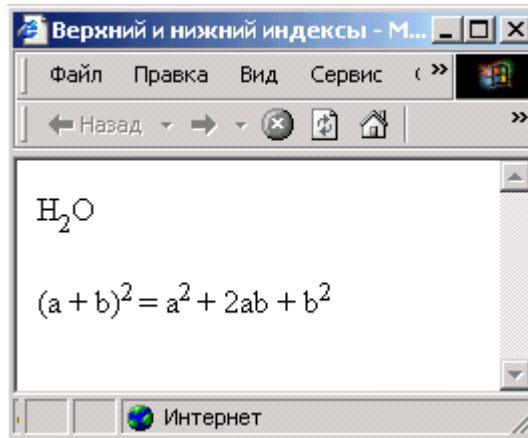 Верхний и нижний индексы - М...
Файл Правка Вид Сервис
Назад
H₂O
(a + b)² = a² + 2ab + b²
Интернет